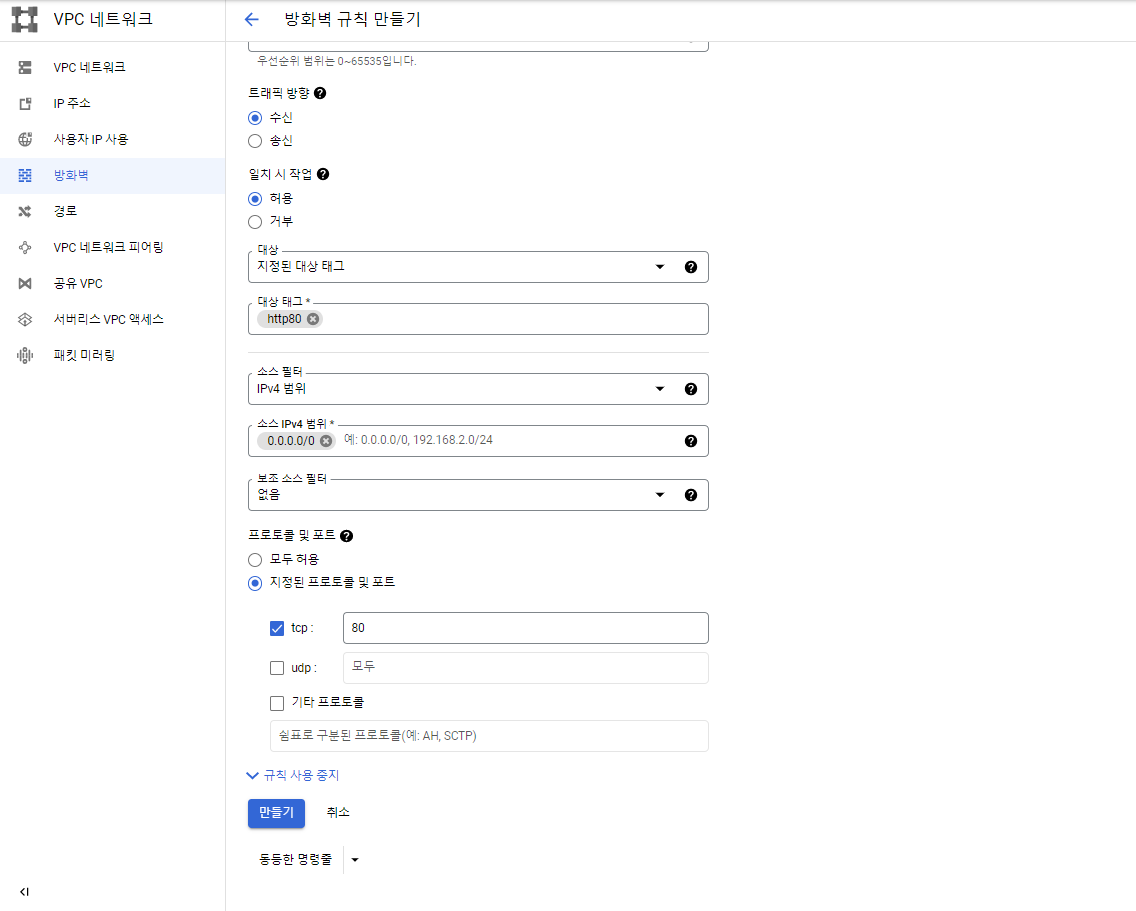 VPC 네트워크
방화벽 규칙 만들기
VPC 네트워크
IP 주소
사용자 IP 사용
방화벽
경로
VPC 네트워크 피어링
공유 VPC
서버리스 VPC 액세스
패킷 미러링
우선순위 범위는 0~65535입니다.
트래픽 방향
수신
송신
일치 시 작업
허용
거부
대상
지정된 대상 태그
대상 태그 *
http80
소스 필터
IPv4 범위
소스 IPv4 범위 *
0.0.0.0/0 예: 0.0.0.0/0, 192.168.2.0/24
보조 소스 필터
없음
프로토콜 및 포트
모두 허용
지정된 프로토콜 및 포트
tcp : 80
udp : 모두
기타 프로토콜
쉼표로 구분된 프로토콜(예: AH, SCTP)
규칙 사용 중지
만들기 취소
동등한 명령줄